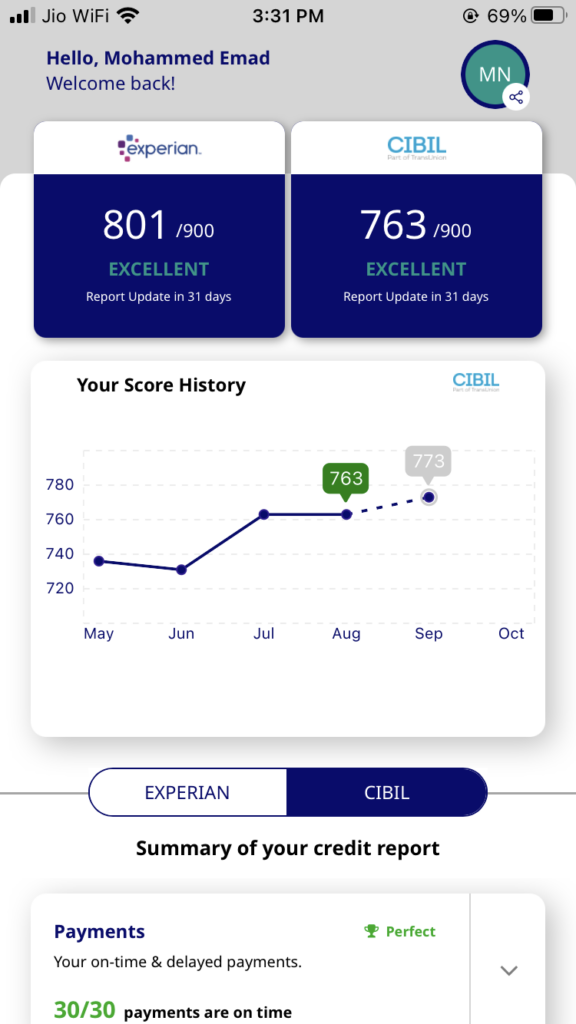 Jio WiFi 3:31 PM 69%
Hello, Mohammed Emad
Welcome back!
MN
experian.
CIBIL
Part of TransUnion
801 /900
EXCELLENT
Report Update in 31 days
763 /900
EXCELLENT
Report Update in 31 days
Your Score History
CIBIL
Part of TransUnion
773
763
780
760
740
720
May Jun Jul Aug Sep Oct
EXPERIAN CIBIL
Summary of your credit report
Payments
Perfect
Your on-time & delayed payments.
30/30 payments are on time